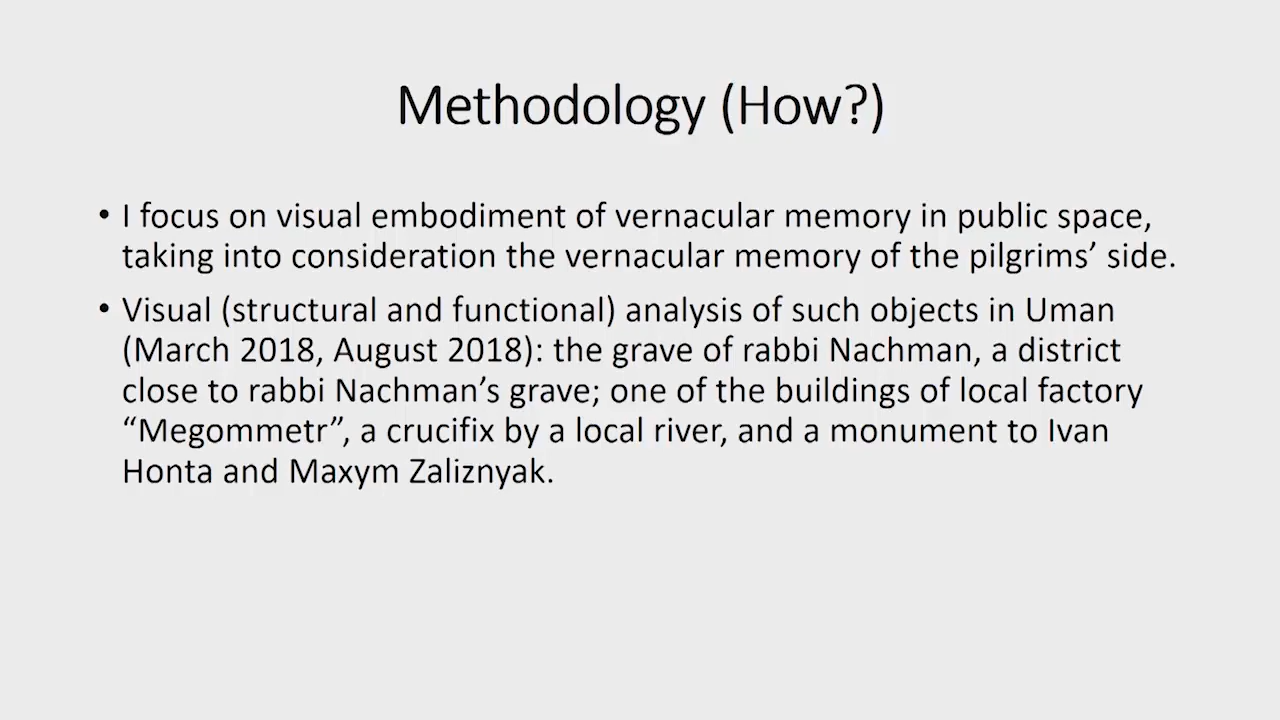 Methodology (How?)
• I focus on visual embodiment of vernacular memory in public space,
taking into consideration the vernacular memory of the pilgrims’ side.
• Visual (structural and functional) analysis of such objects in Uman
(March 2018, August 2018): the grave of rabbi Nachman, a district
close to rabbi Nachman’s grave; one of the buildings of local factory
“Megommetr”, a crucifix by a local river, and a monument to Ivan
Honta and Maxym Zaliznyak.